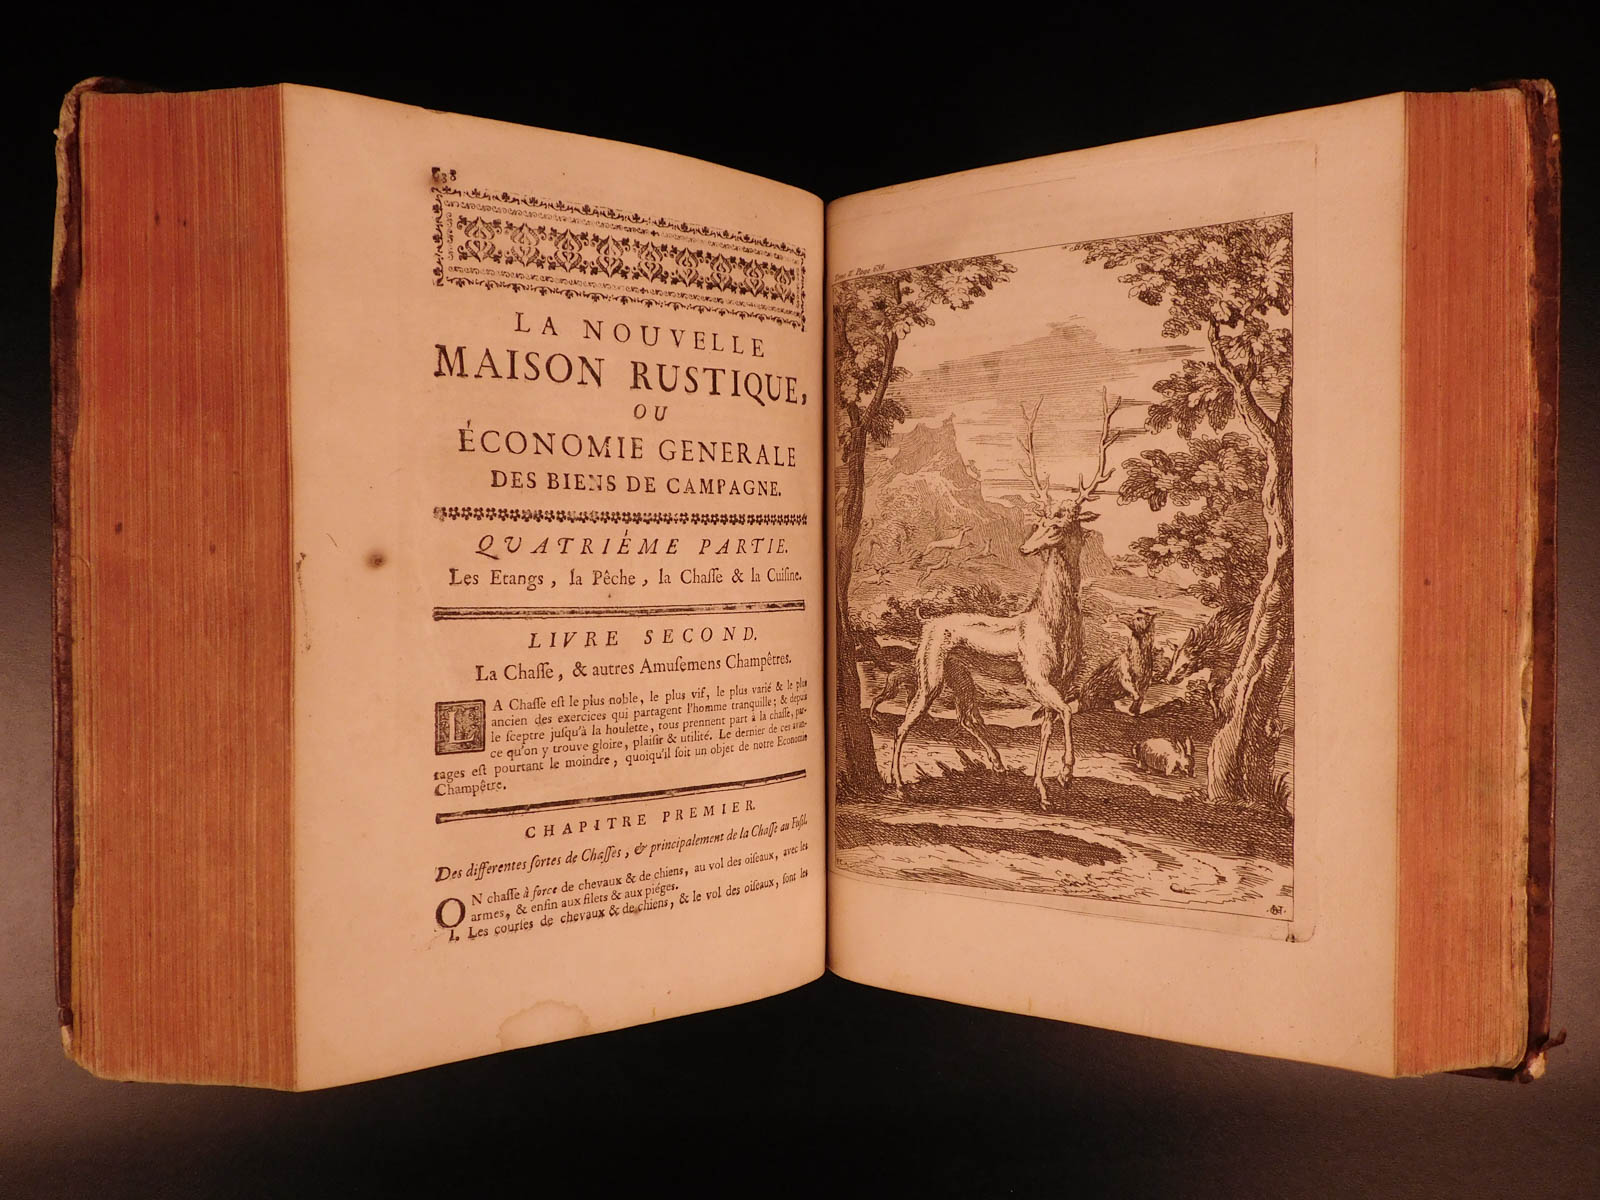 638
LA NOUVELLE
MAISON RUSTIQUE,
OU
ÉCONOMIE GENERALE
DES BIENS DE CAMPAGNE.
QUATRIÉME PARTIE.
Les Etangs, la Pêche, la Chasse & la Cuisine.
LIVRE SECOND.
La Chasse, & autres Amusemens Champêtres.
LA Chasse est le plus noble, le plus vif, le plus varié & le plus
ancien des exercices qui partagent l'homme tranquille; & depuis
le sceptre jusqu'à la houlette, tous prennent part à la chasse, par-
ce qu'on y trouve gloire, plaisir & utilité. Le dernier de ces avan-
tages est pourtant le moindre, quoiqu'il soit un objet de notre Economie
Champêtre.
CHAPITRE PREMIER.
Des differentes sortes de Chasses, & principalement de la Chasse au Fusil.
ON chasse à force de chevaux & de chiens, au vol des oiseaux, avec les
armes, & enfin aux filets & aux piéges.
I. Les courses de chevaux & de chiens, & le vol des oiseaux, sont les
Tome II. Page 638